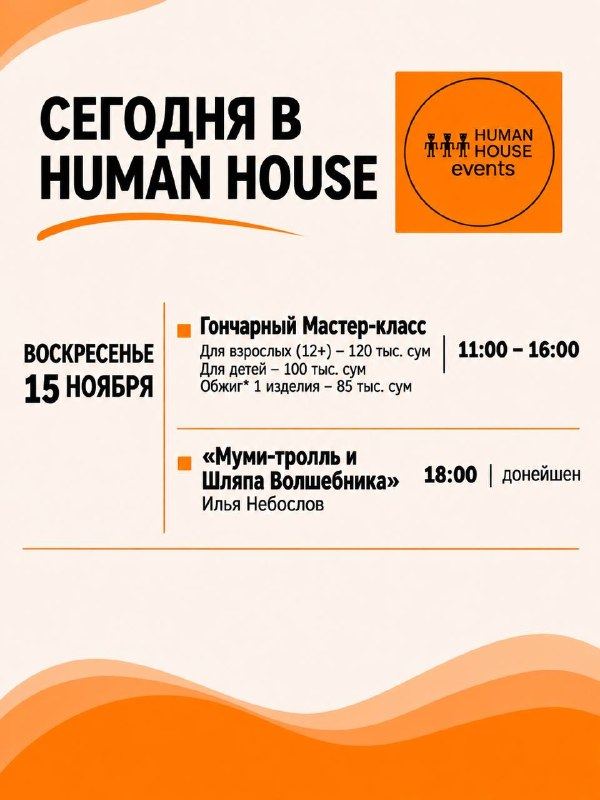 СЕГОДНЯ В
HUMAN HOUSE
HUMAN
HOUSE
events
ВОСКРЕСЕНЬЕ
15 НОЯБРЯ
Гончарный Мастер-класс
Для взрослых (12+) – 120 тыс. сум
Для детей – 100 тыс. сум
Обжиг* 1 изделия – 85 тыс. сум
11:00 – 16:00
«Муми-тролль и
Шляпа Волшебника»
Илья Небослов
18:00 | донейшен